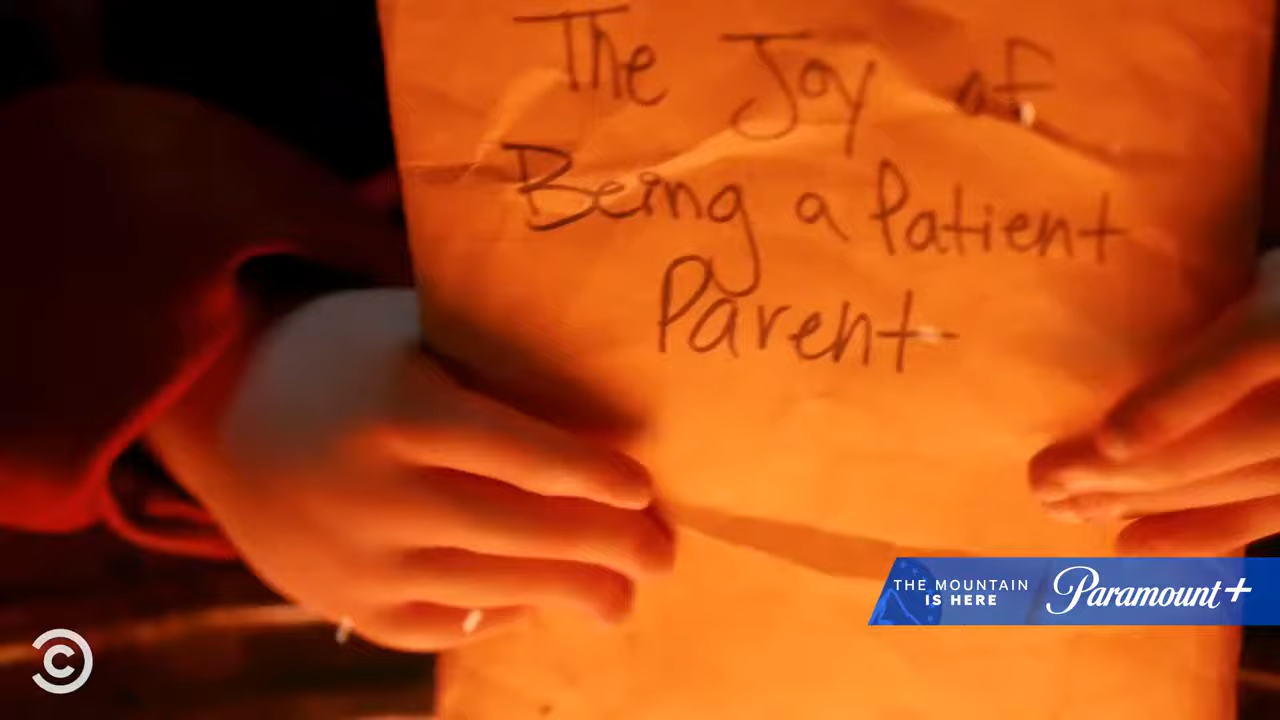 The Joy of
Being a Patient
Parent
THE MOUNTAIN
IS HERE
Paramount+